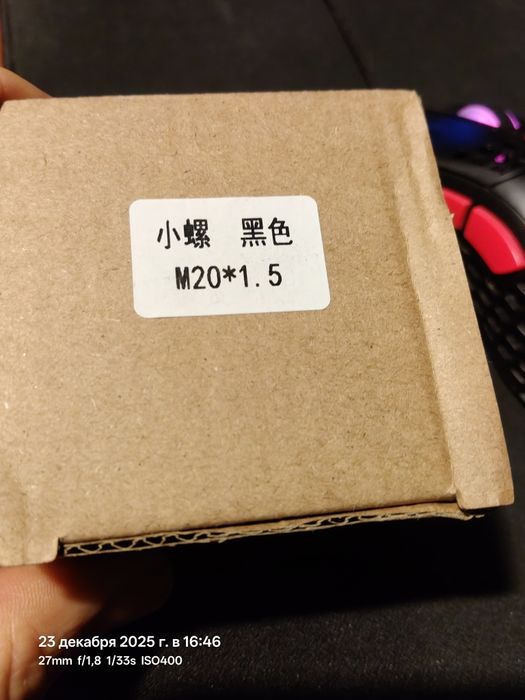 小螺 黑色
M20*1.5
23 декабря 2025 г. в 16:46
27mm f/1,8 1/33s ISO400